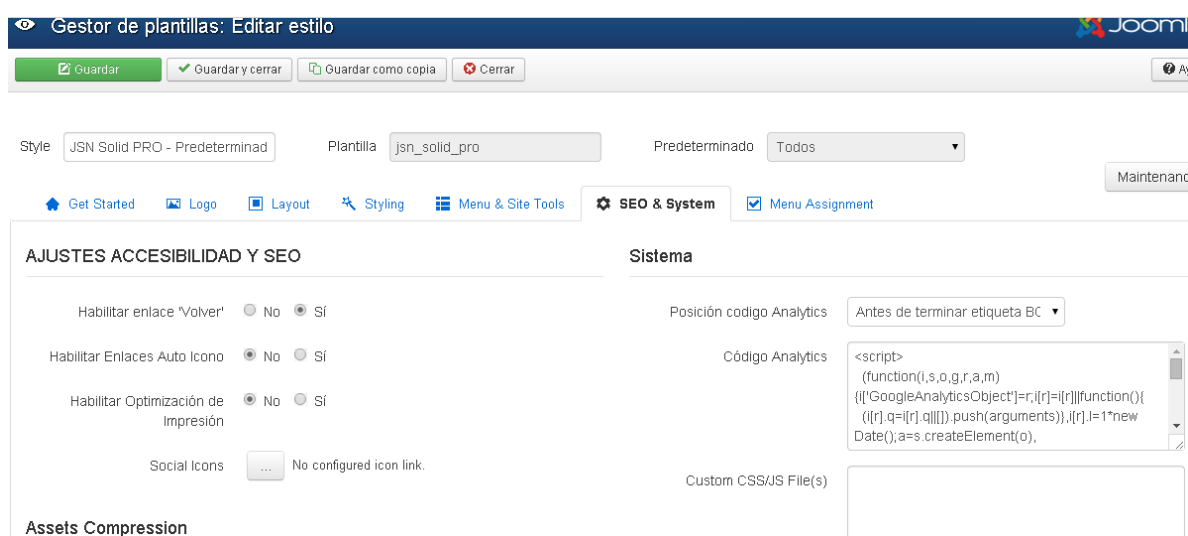 Gestor de plantillas: Editar estilo
Guardar Guardar y cerrar Guardar como copia Cerrar
Style JSN Solid PRO - Predeterminad Plantilla jsn_solid_pro Predeterminado Todos
Get Started Logo Layout Styling Menu & Site Tools SEO & System Menu Assignment
AJUSTES ACCESIBILIDAD Y SEO
Habilitar enlace 'Volver' No Sí
Habilitar Enlaces Auto Icono No Sí
Habilitar Optimización de
Impresión
No Sí
Social Icons ... No configured icon link.
Assets Compression
Sistema
Posición codigo Analytics Antes de terminar etiqueta BC
Código Analytics
<script>
(function(i,s,o,g,r,a,m)
{i['GoogleAnalyticsObject']=r;i[r]=i[r]||function(){
(i[r].q=i[r].q||[]).push(arguments)},i[r].l=1*new
Date();a=s.createElement(o),
Custom CSS/JS File(s)